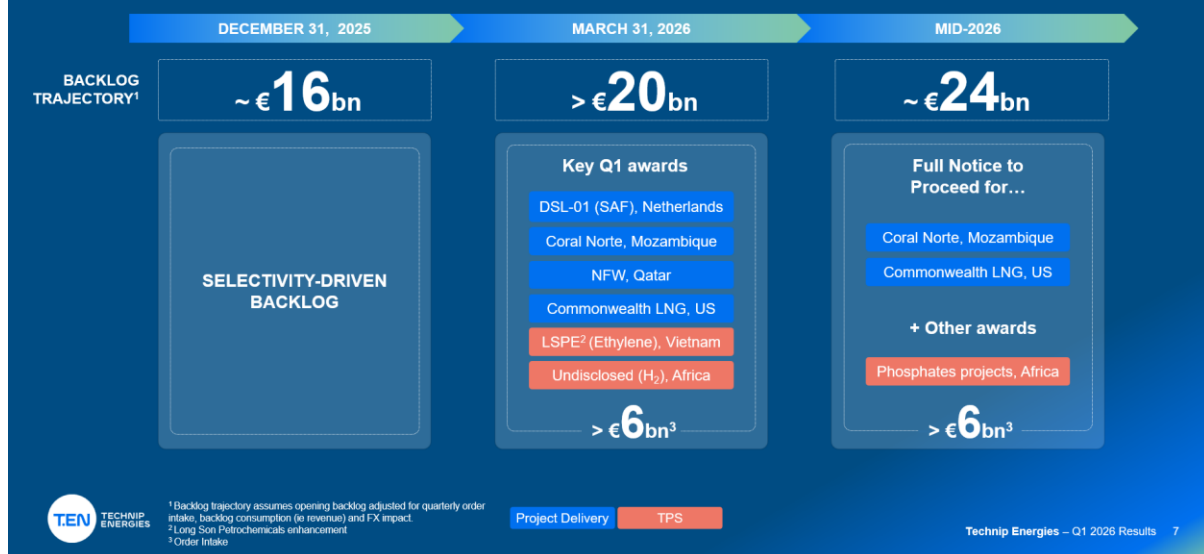 DECEMBER 31, 2025
MARCH 31, 2026
MID-2026
BACKLOG
TRAJECTORY¹
~ €16bn
> €20bn
~ €24bn
SELECTIVITY-DRIVEN
BACKLOG
Key Q1 awards
DSL-01 (SAF), Netherlands
Coral Norte, Mozambique
NFW, Qatar
Commonwealth LNG, US
LSPE² (Ethylene), Vietnam
Undisclosed (H₂), Africa
> €6bn³
Full Notice to
Proceed for…
Coral Norte, Mozambique
Commonwealth LNG, US
+ Other awards
Phosphates projects, Africa
> €6bn³
T.EN
TECHNIP
ENERGIES
¹ Backlog trajectory assumes opening backlog adjusted for quarterly order
intake, backlog consumption (ie revenue) and FX impact.
² Long Son Petrochemicals enhancement
³ Order Intake
Project Delivery
TPS
Technip Energies – Q1 2026 Results 7